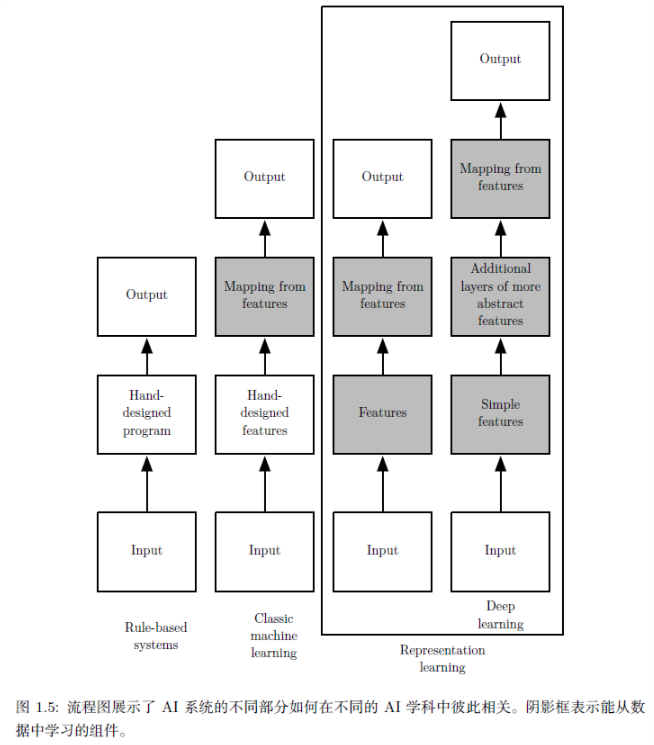 Output
Mapping from
features
Additional
layers of more
abstract
features
Simple
features
Input
Deep
learning
Output
Mapping from
features
Features
Input
Representation
learning
Output
Mapping from
features
Hand-
designed
features
Input
Classic
machine
learning
Output
Hand-
designed
program
Input
Rule-based
systems
图 1.5: 流程图展示了 AI 系统的不同部分如何在不同的 AI 学科中彼此相关。阴影框表示能从数
据中学习的组件。